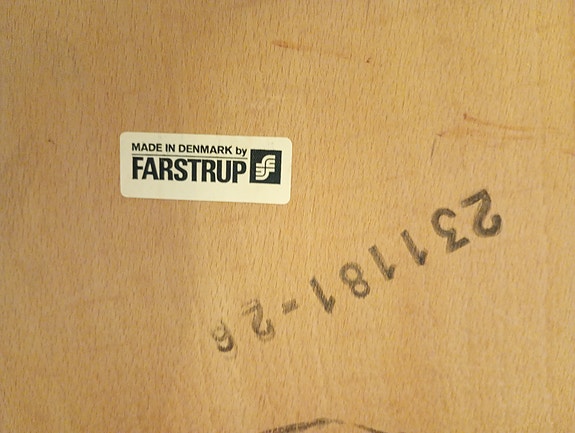 MADE IN DENMARK by
FARSTRUP
231181-26